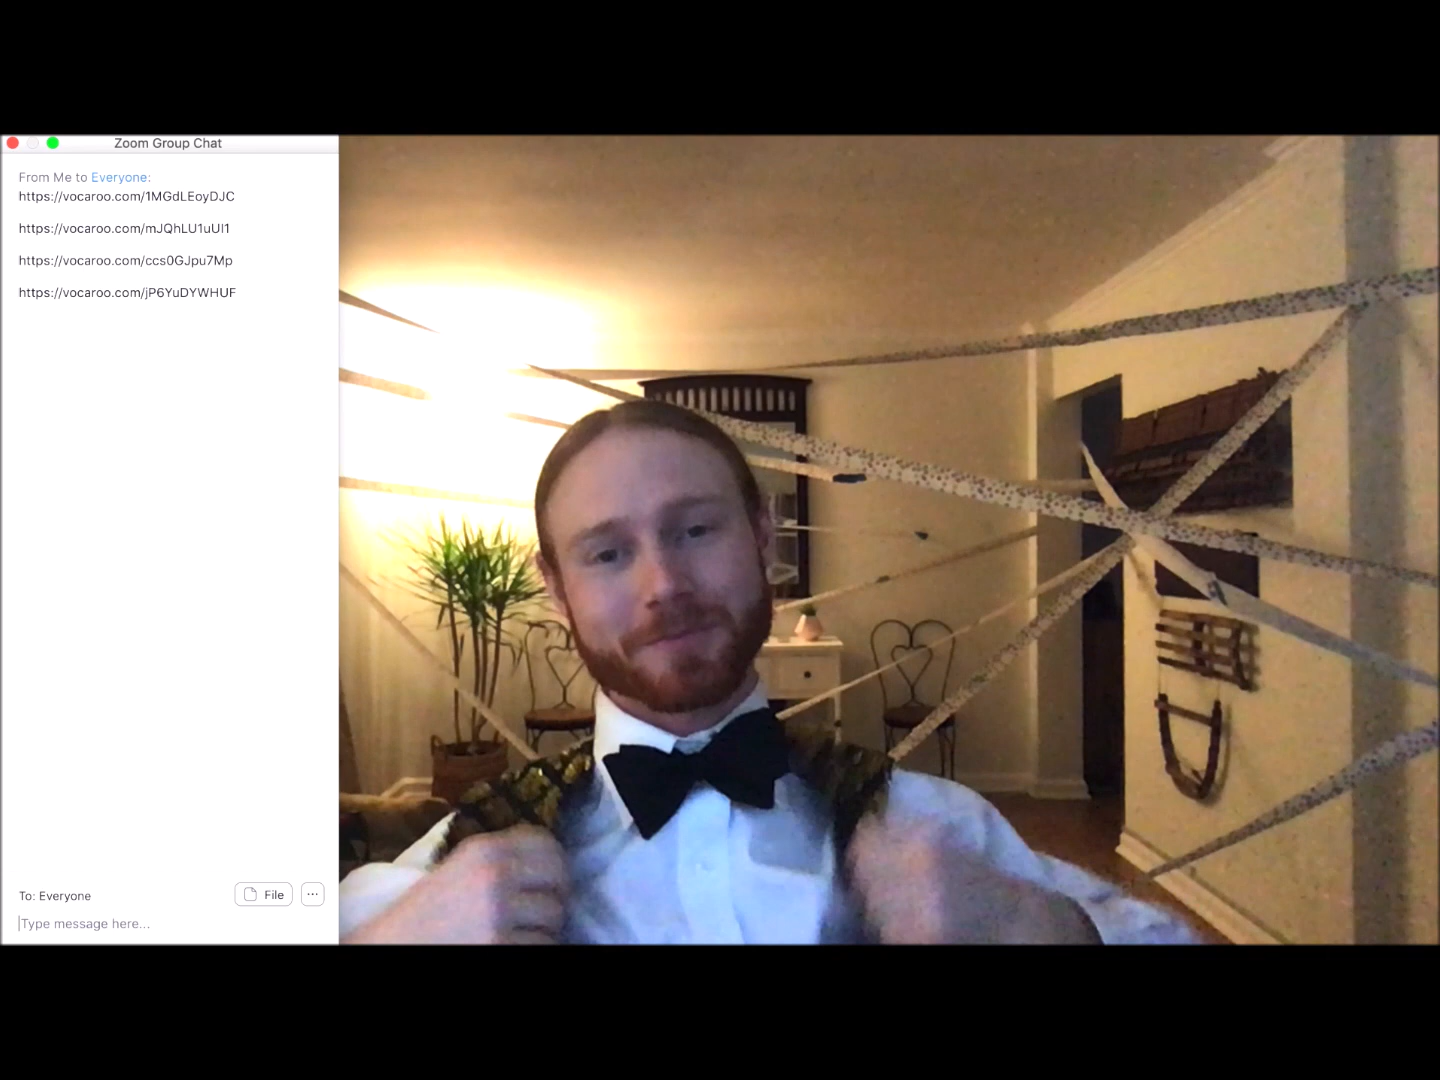 Zoom Group Chat
From Me to Everyone:
https://vocaroo.com/1MGdLEoyDJC
https://vocaroo.com/mJQhLU1uUI1
https://vocaroo.com/ccs0GJpu7Mp
https://vocaroo.com/jP6YuDYWHUF
To: Everyone
File
...
Type message here...